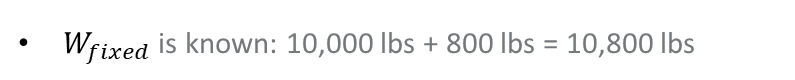 • W_fixed is known: 10,000 lbs + 800 lbs = 10,800 lbs